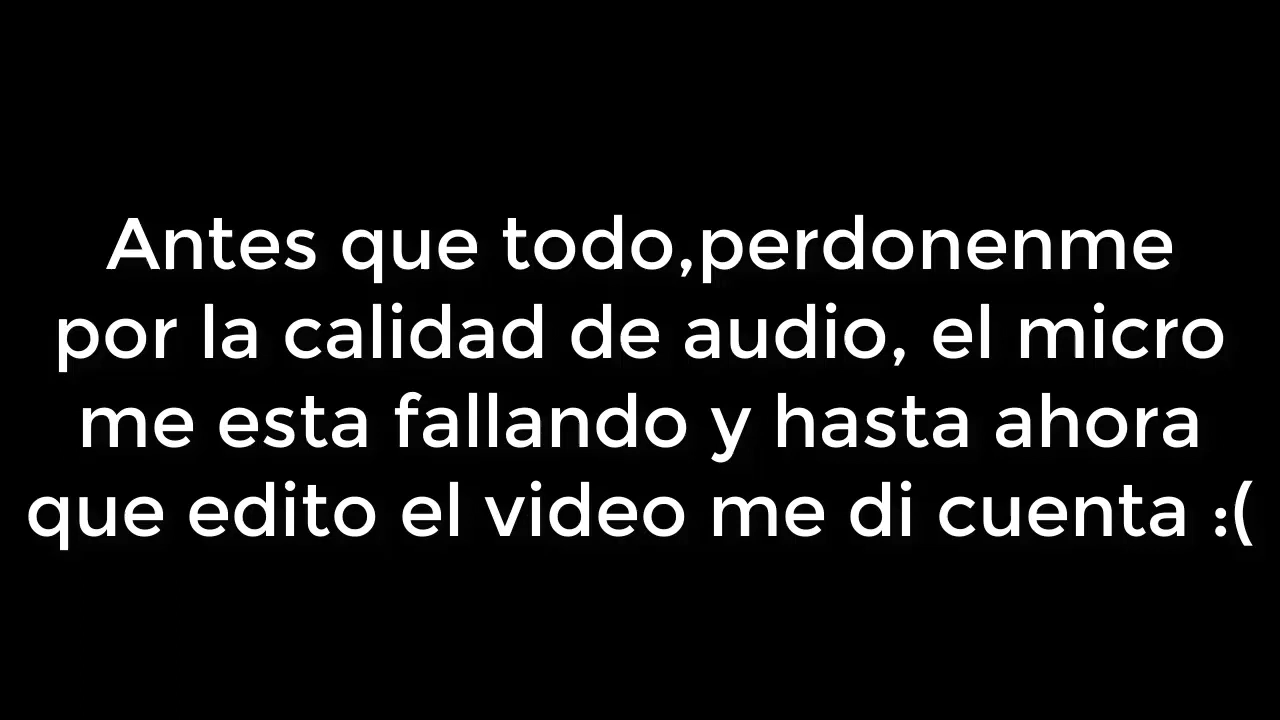 Antes que todo,perdonenme
por la calidad de audio, el micro
me esta fallando y hasta ahora
que edito el video me di cuenta :(